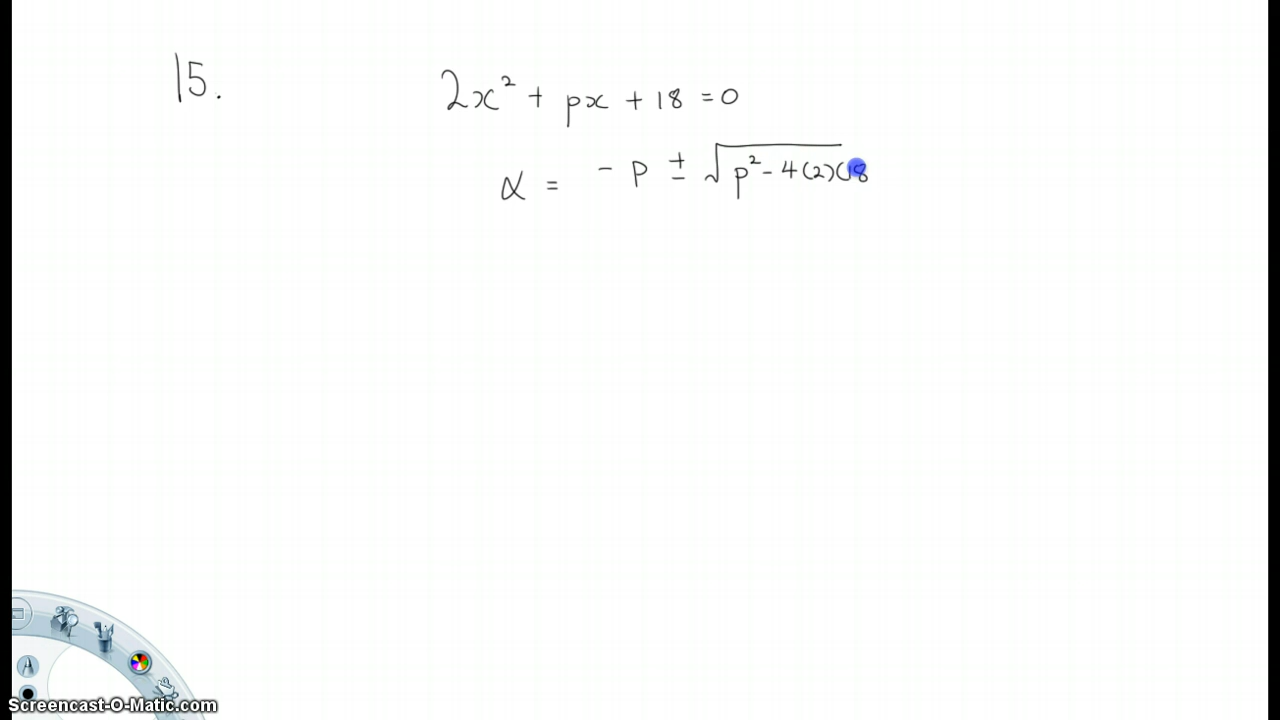 15.
2x² + px + 18 = 0
α = - p ± √p² - 4(2)(18
Screencast-O-Matic.com